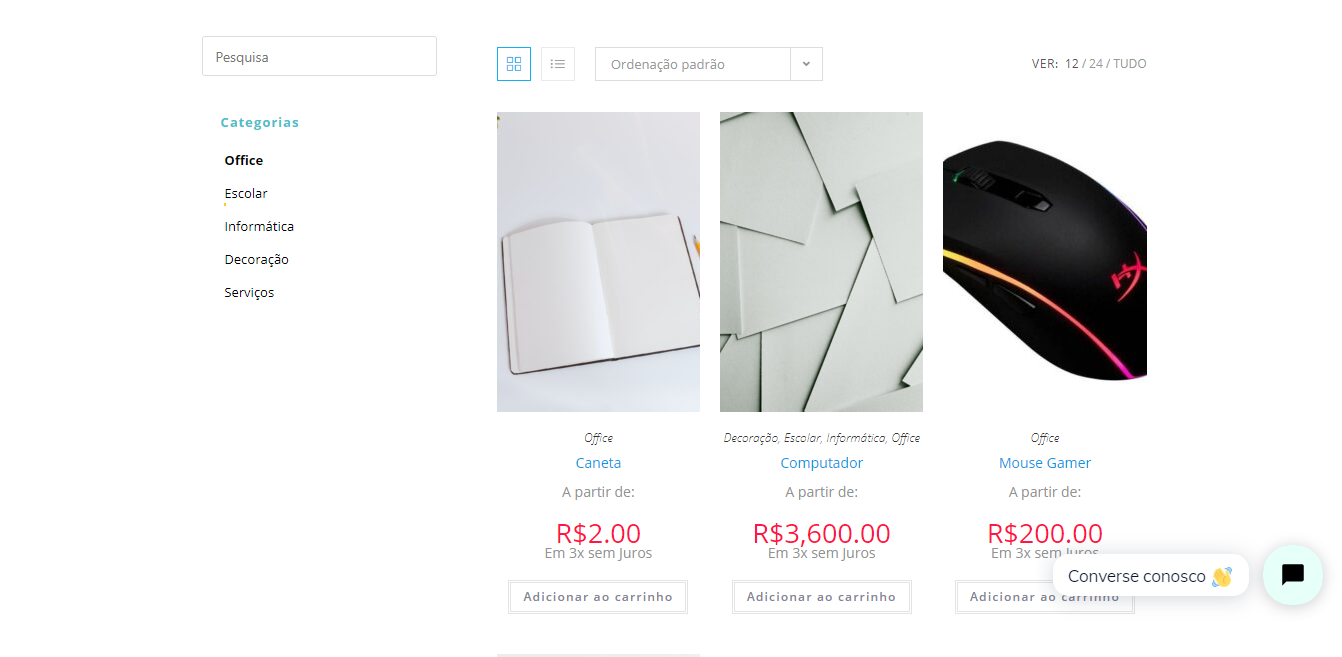 Pesquisa
Categorias
Office
Escolar
Informática
Decoração
Serviços
Ordenação padrão
VER: 12 / 24 / TUDO
Office
Caneta
A partir de:
R$2.00
Em 3x sem Juros
Adicionar ao carrinho
Decoração, Escolar, Informática, Office
Computador
A partir de:
R$3,600.00
Em 3x sem Juros
Adicionar ao carrinho
Office
Mouse Gamer
A partir de:
R$200.00
Em 3x sem Juros
Adicionar ao carrinho
Converse conosco 👋